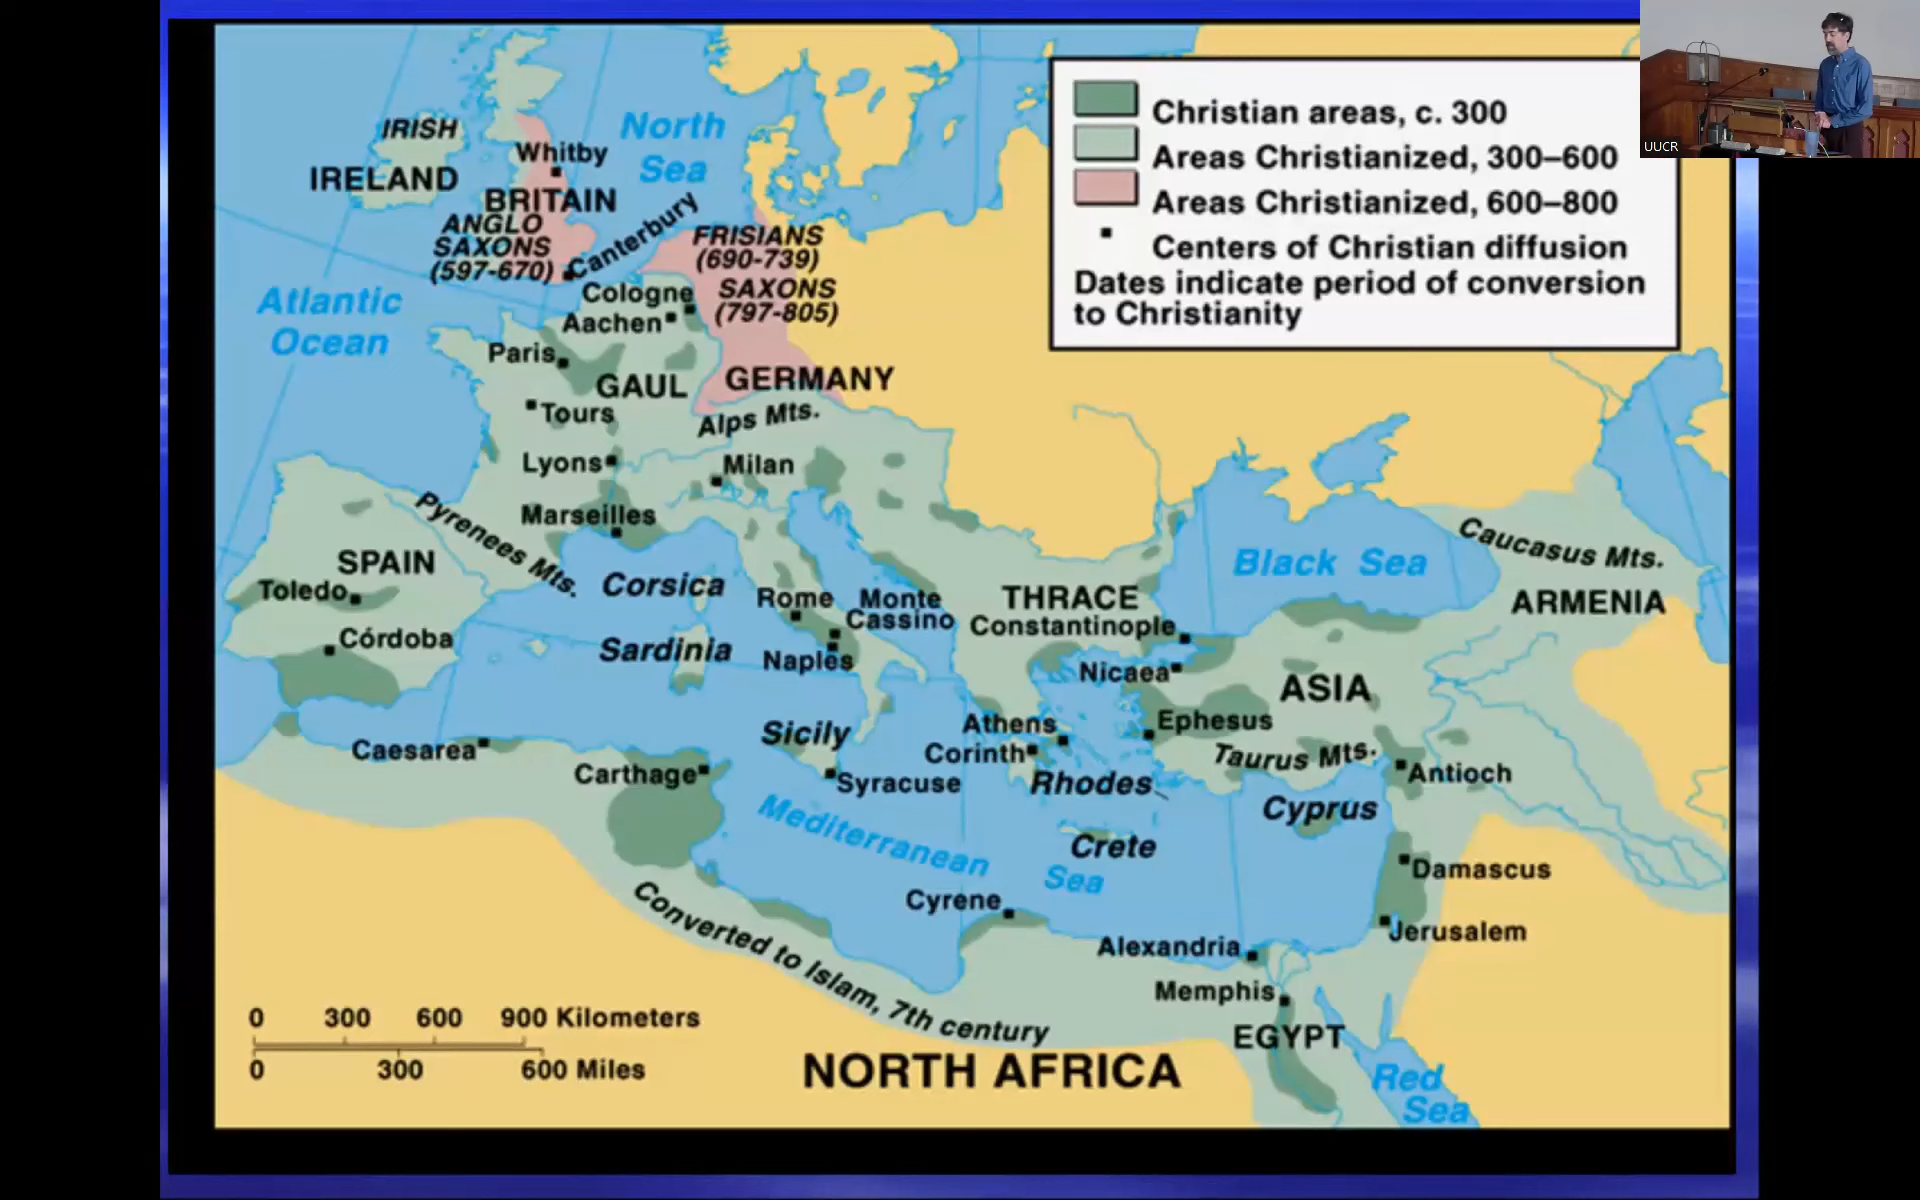 IRISH
IRELAND
Whitby
BRITAIN
ANGLO
SAXONS
(597-670)
Canterbury
North
Sea
FRISIANS
(690-739)
SAXONS
(797-805)
Cologne
Aachen
Atlantic
Ocean
Paris
GAUL
GERMANY
Tours
Alps Mts.
Lyons
Milan
Po R.
Marseilles
Pyrenees Mts.
SPAIN
Toledo
Córdoba
Corsica
Sardinia
Rome
Monte
Cassino
Naples
THRACE
Constantinople
Nicaea
Black Sea
Caucasus Mts.
ARMENIA
ASIA
Ephesus
Taurus Mts.
Antioch
Athens
Corinth
Rhodes
Sicily
Syracuse
Caesarea
Carthage
Mediterranean
Sea
Crete
Cyprus
Damascus
Jerusalem
Cyrene
Alexandria
Memphis
EGYPT
Red
Sea
Converted to Islam, 7th century
NORTH AFRICA
0 300 600 900 Kilometers
0 300 600 Miles
Christian areas, c. 300
Areas Christianized, 300–600
Areas Christianized, 600–800
Centers of Christian diffusion
Dates indicate period of conversion
to Christianity
UUCR